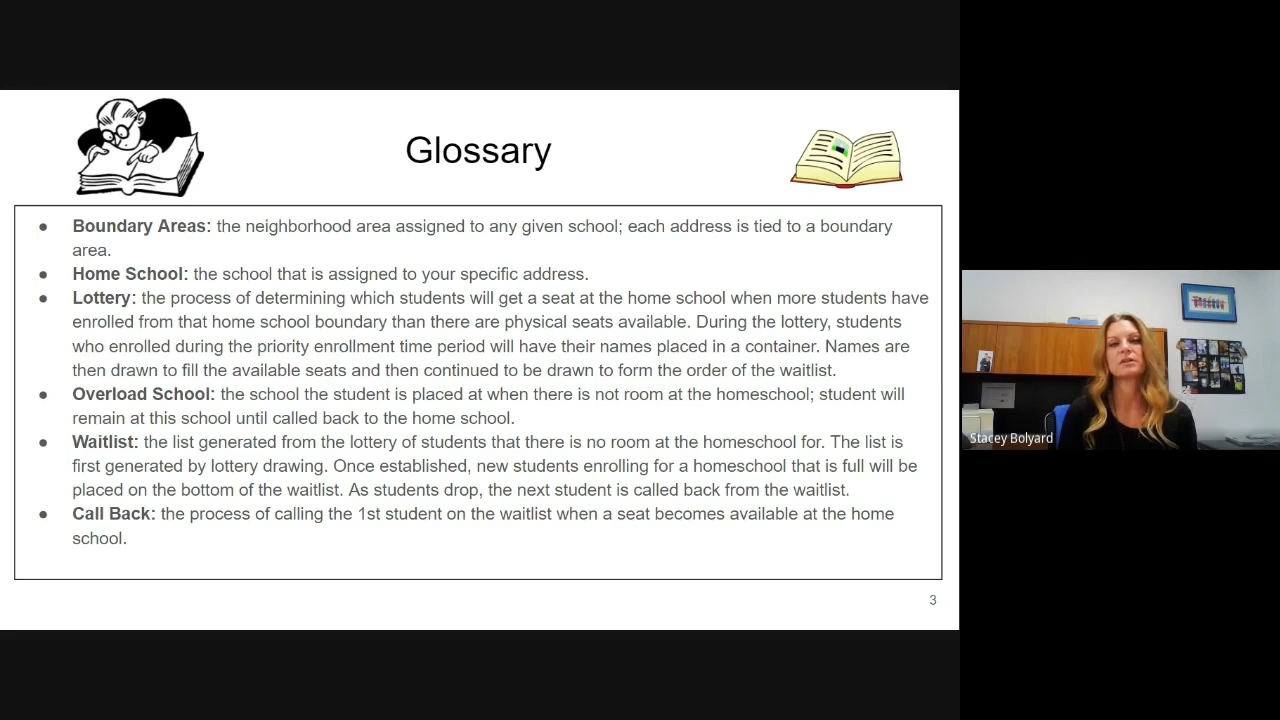 Glossary
● Boundary Areas: the neighborhood area assigned to any given school; each address is tied to a boundary
area.
● Home School: the school that is assigned to your specific address.
● Lottery: the process of determining which students will get a seat at the home school when more students have
enrolled from that home school boundary than there are physical seats available. During the lottery, students
who enrolled during the priority enrollment time period will have their names placed in a container. Names are
then drawn to fill the available seats and then continued to be drawn to form the order of the waitlist.
● Overload School: the school the student is placed at when there is not room at the homeschool; student will
remain at this school until called back to the home school.
● Waitlist: the list generated from the lottery of students that there is no room at the homeschool for. The list is
first generated by lottery drawing. Once established, new students enrolling for a homeschool that is full will be
placed on the bottom of the waitlist. As students drop, the next student is called back from the waitlist.
● Call Back: the process of calling the 1st student on the waitlist when a seat becomes available at the home
school.
3
Stacey Bolyard